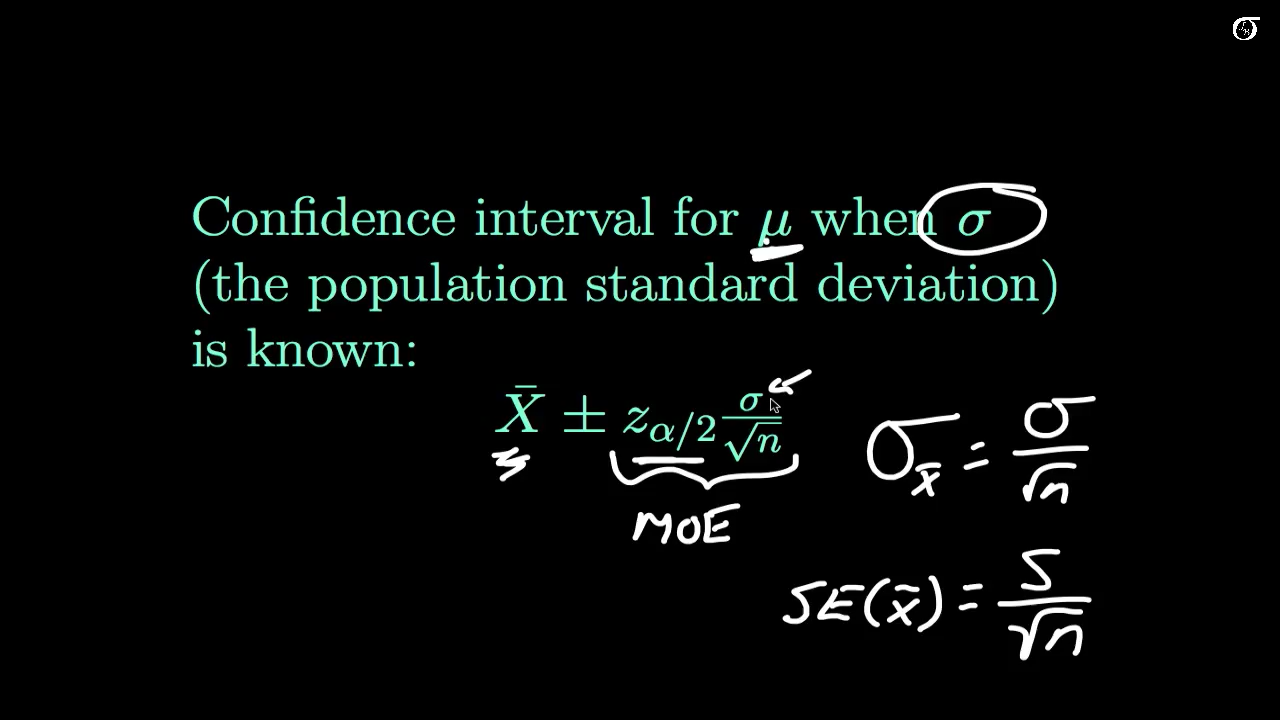 Confidence interval for μ when σ
(the population standard deviation)
is known:
X̄ ± z_{α/2} σ/√n
σ_x̄ = σ/√n
MOE
SE(x̄) = S/√n